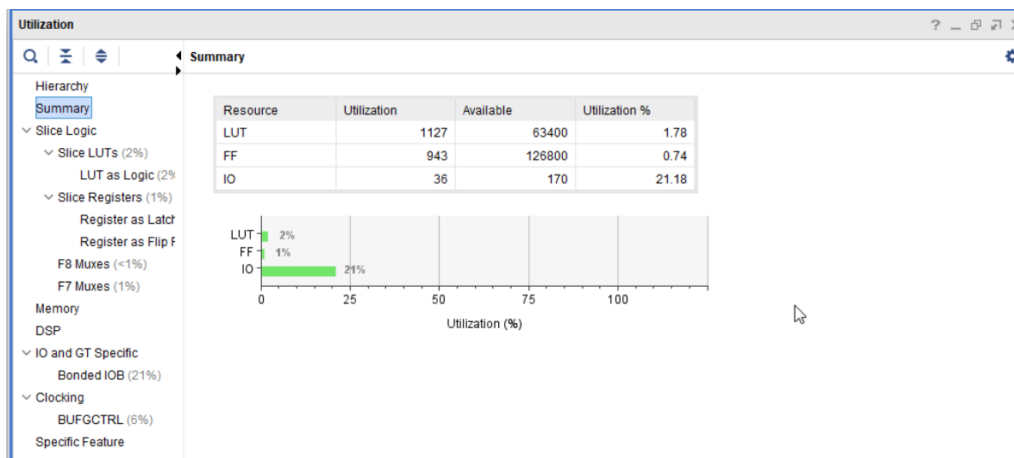 Utilization
Summary
Hierarchy
Summary
Slice Logic
Slice LUTs (2%)
LUT as Logic (2%
Slice Registers (1%)
Register as Latch
Register as Flip F
F8 Muxes (<1%)
F7 Muxes (1%)
Memory
DSP
IO and GT Specific
Bonded IOB (21%)
Clocking
BUFGCTRL (6%)
Specific Feature
Resource Utilization Available Utilization %
LUT 1127 63400 1.78
FF 943 126800 0.74
IO 36 170 21.18
LUT 2%
FF 1%
IO 21%
0 25 50 75 100
Utilization (%)